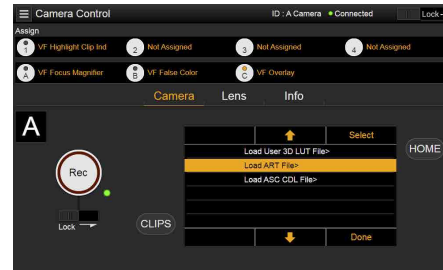 Camera Control
ID : A Camera
Connected
Lock
Assign
1 VF Highlight Clip Ind
2 Not Assigned
3 Not Assigned
4 Not Assigned
A VF Focus Magnifier
B VF False Color
C VF Overlay
Camera Lens Info
A
Select
Load User 3D LUT File>
HOME
Load ART File>
Rec
Load ASC CDL File>
Lock
CLIPS
Done